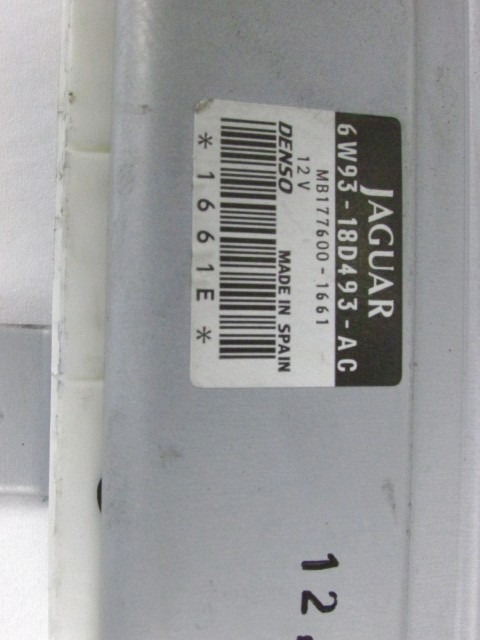 JAGUAR
6W93-18D493-AC
MB177600-1661
12V
DENSO MADE IN SPAIN
*1661E*
12